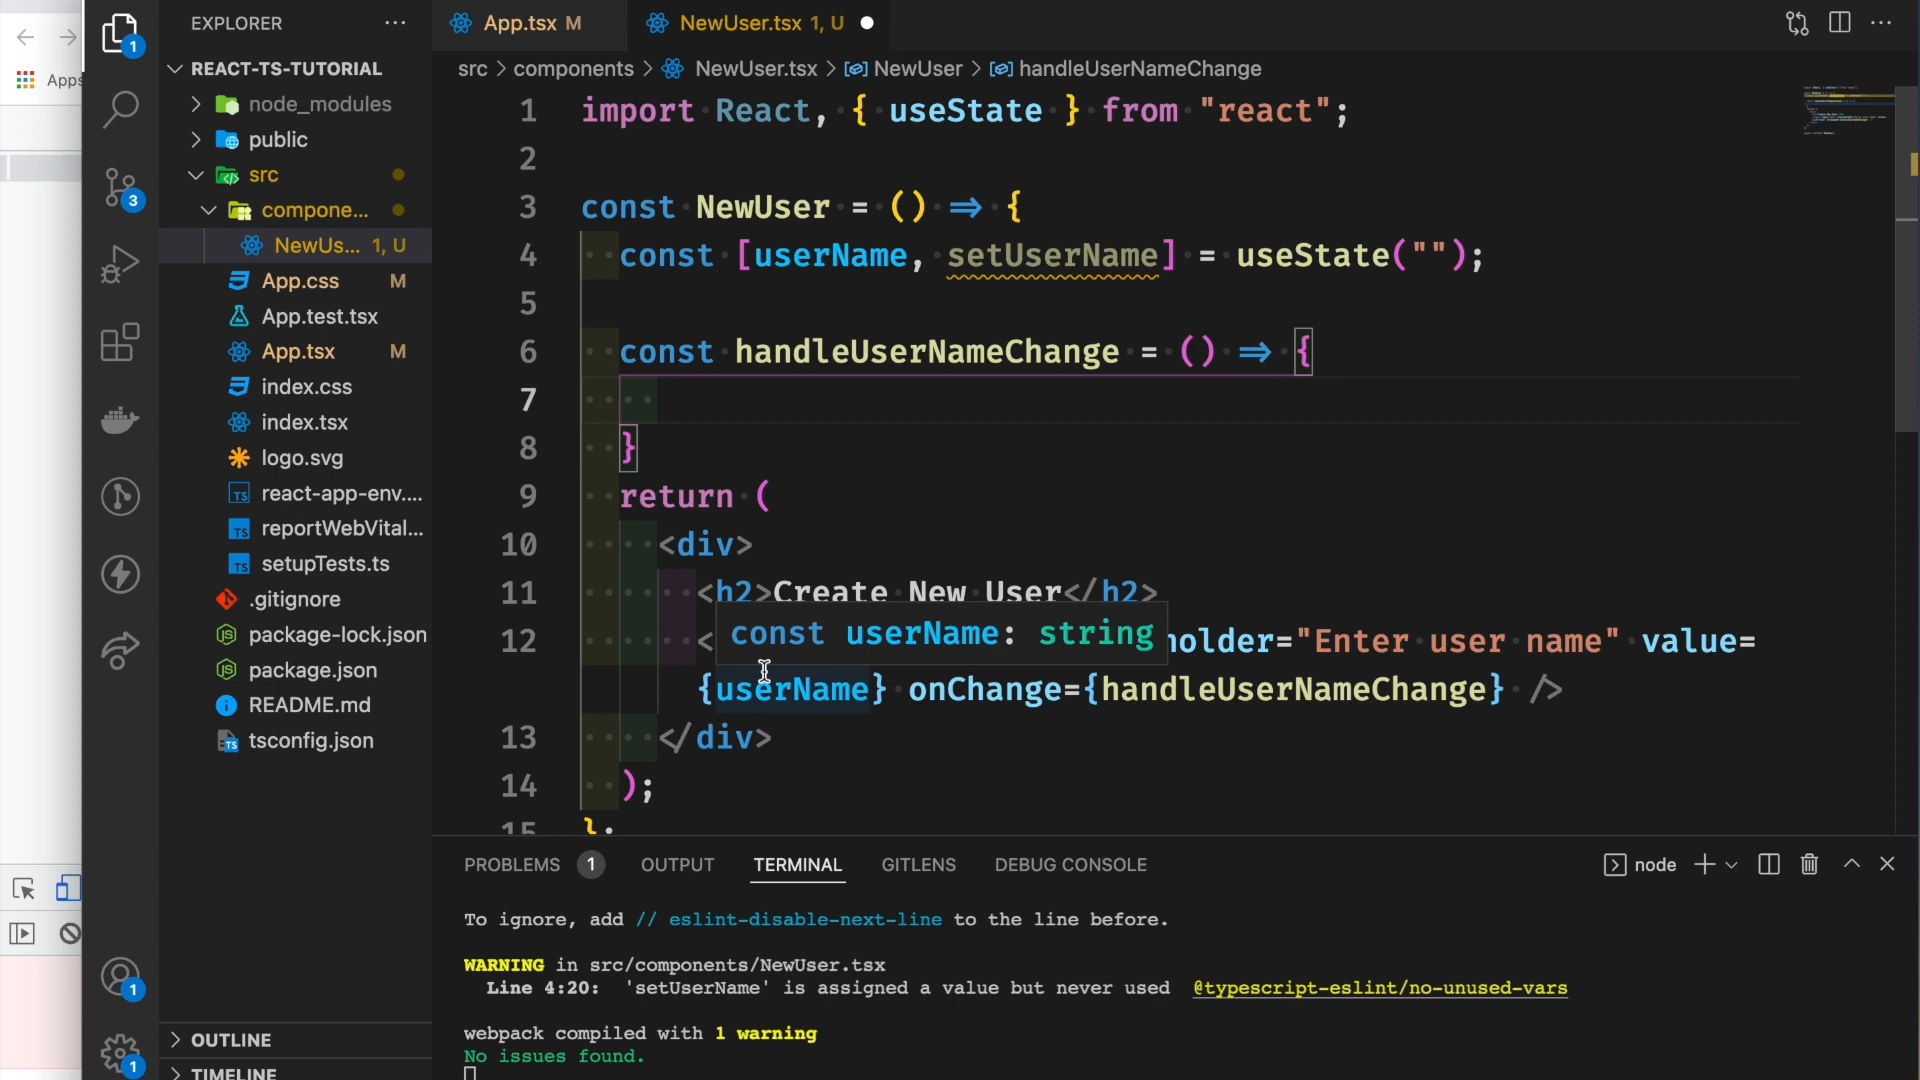 Apps
1
3
1
1
EXPLORER
REACT-TS-TUTORIAL
node_modules
public
src
compone...
NewUs... 1, U
App.css M
App.test.tsx
App.tsx M
index.css
index.tsx
logo.svg
react-app-env....
reportWebVital...
setupTests.ts
.gitignore
package-lock.json
package.json
README.md
tsconfig.json
OUTLINE
TIMELINE
App.tsx M
NewUser.tsx 1, U
src > components > NewUser.tsx > NewUser > handleUserNameChange
1 import React, { useState } from "react";
2
3 const NewUser = () => {
4 const [userName, setUserName] = useState("");
5
6 const handleUserNameChange = () => {
7
8 }
9 return (
10 <div>
11 <h2>Create New User</h2>
const userName: string
12 < holder="Enter user name" value=
{userName} onChange={handleUserNameChange} />
13 </div>
14 );
15 };
PROBLEMS 1 OUTPUT TERMINAL GITLENS DEBUG CONSOLE
node
To ignore, add // eslint-disable-next-line to the line before.
WARNING in src/components/NewUser.tsx
Line 4:20: 'setUserName' is assigned a value but never used @typescript-eslint/no-unused-vars
webpack compiled with 1 warning
No issues found.